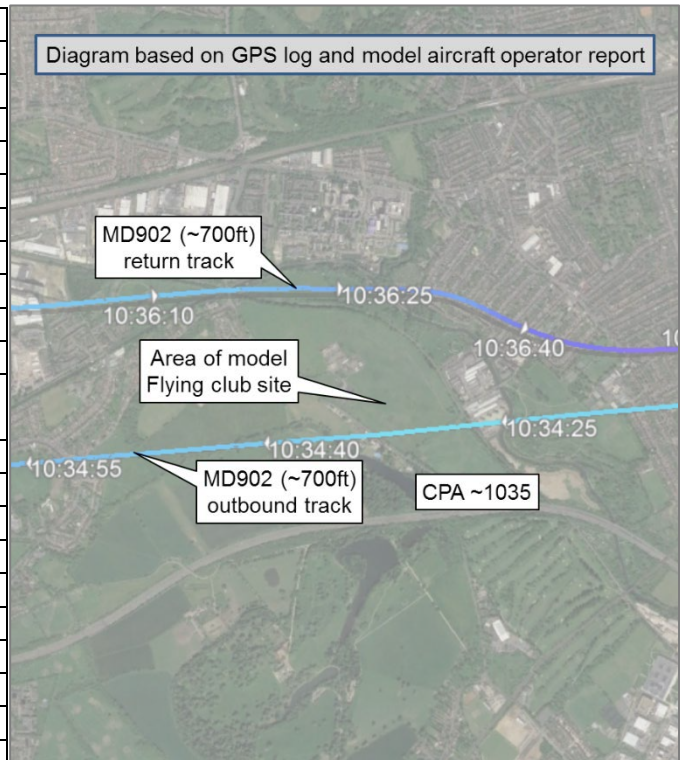 Diagram based on GPS log and model aircraft operator report
MD902 (~700ft)
return track
10:36:25
10:36:10
10:36:40
Area of model
Flying club site
10:34:25
10:34:40
10:34:55
MD902 (~700ft)
outbound track
CPA ~1035